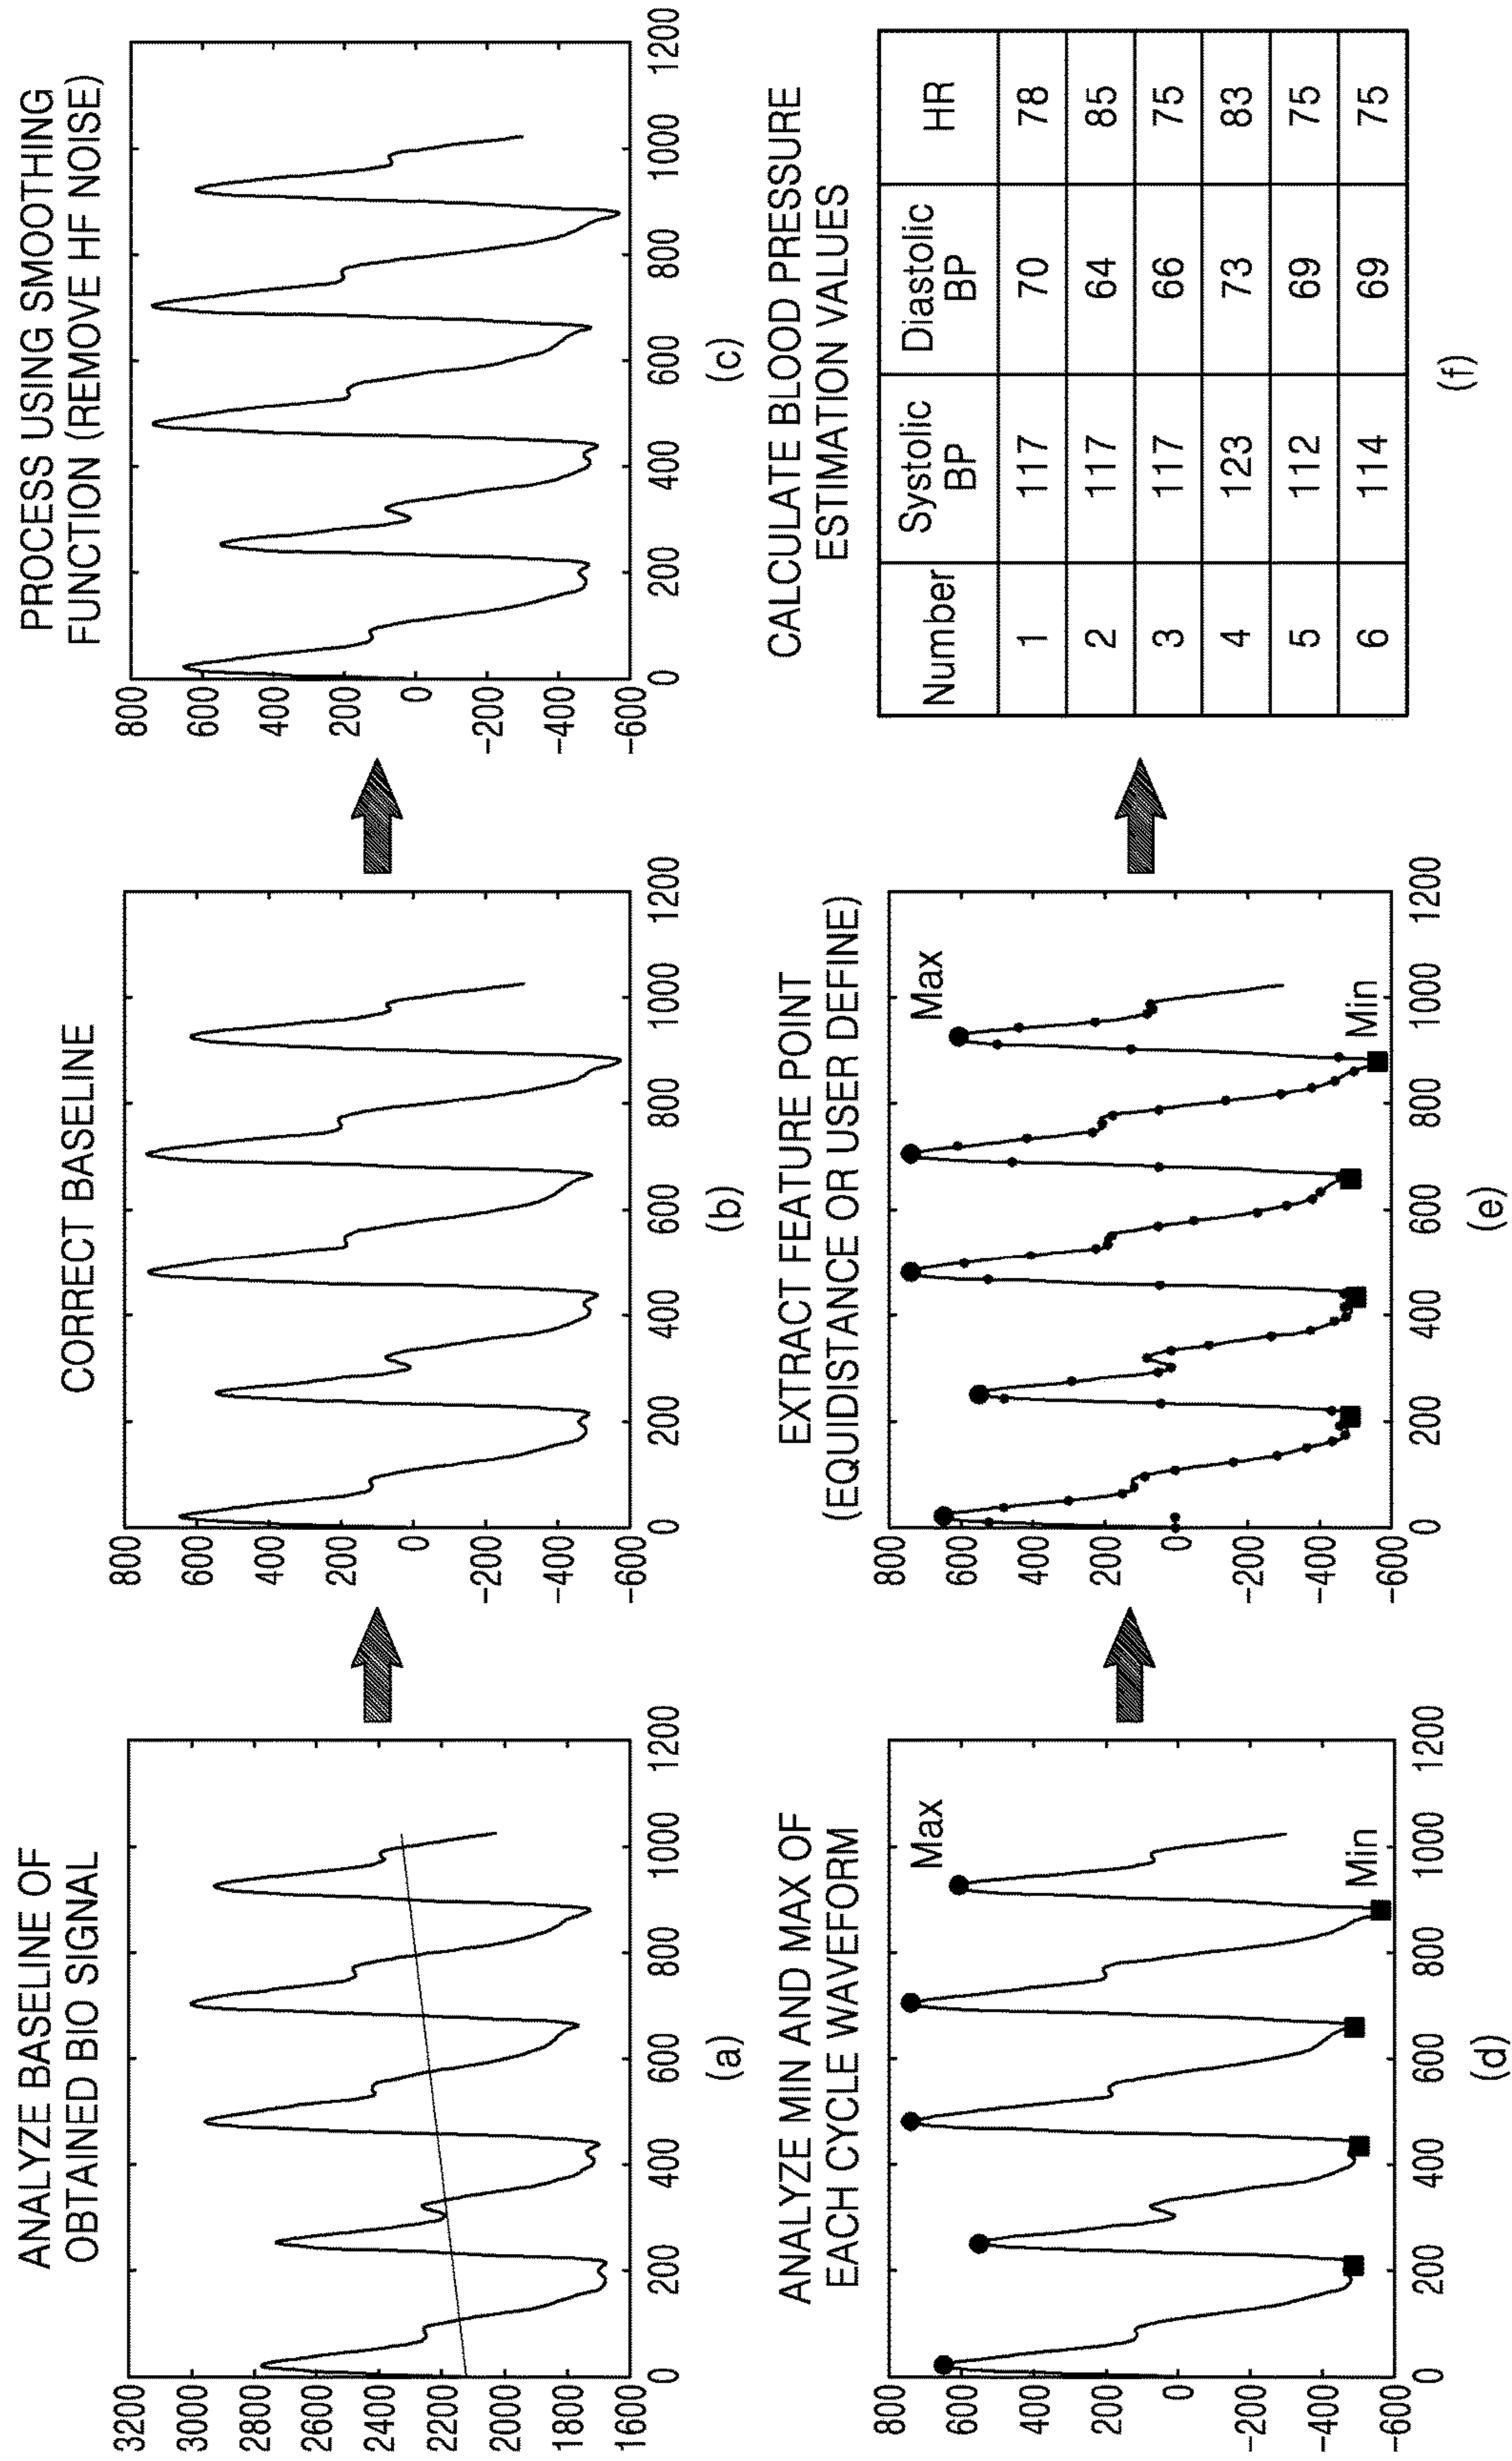 ANALYZE BASELINE OF
OBTAINED BIO SIGNAL
3200
3000
2800
2600
2400
2200
2000
1800
1600
0 200 400 600 800 1000 1200
(a)
CORRECT BASELINE
800
600
400
200
0
-200
-400
-600
0 200 400 600 800 1000 1200
(b)
PROCESS USING SMOOTHING
FUNCTION (REMOVE HF NOISE)
800
600
400
200
0
-200
-400
-600
0 200 400 600 800 1000 1200
(c)
ANALYZE MIN AND MAX OF
EACH CYCLE WAVEFORM
800
600
400
200
0
-200
-400
-600
Max
Min
0 200 400 600 800 1000 1200
(d)
EXTRACT FEATURE POINT
(EQUIDISTANCE OR USER DEFINE)
800
600
400
200
0
-200
-400
-600
Max
Min
0 200 400 600 800 1000 1200
(e)
CALCULATE BLOOD PRESSURE
ESTIMATION VALUES
Number Systolic BP Diastolic BP HR
1 117 70 78
2 117 64 85
3 117 66 75
4 123 73 83
5 112 69 75
6 114 69 75
(f)